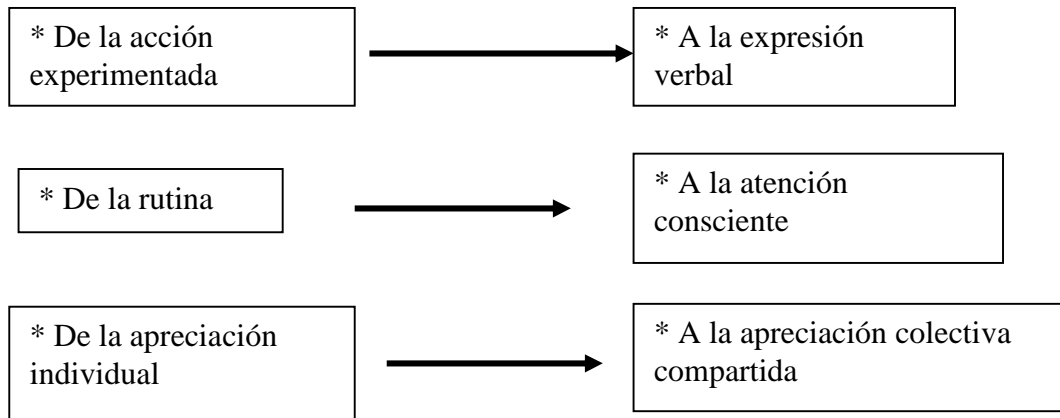 * De la acción
experimentada
* A la expresión
verbal
* De la rutina
* A la atención
consciente
* De la apreciación
individual
* A la apreciación colectiva
compartida